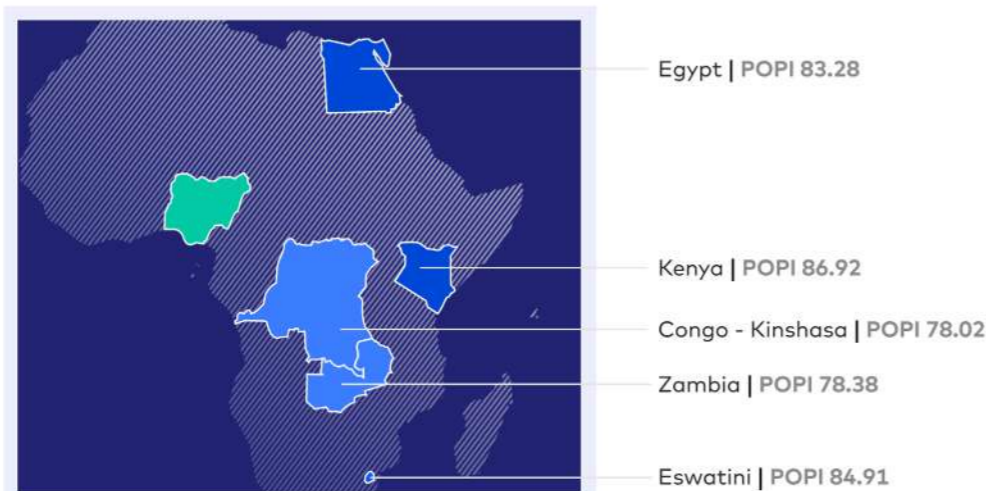 Egypt | POPI 83.28
Kenya | POPI 86.92
Congo - Kinshasa | POPI 78.02
Zambia | POPI 78.38
Eswatini | POPI 84.91